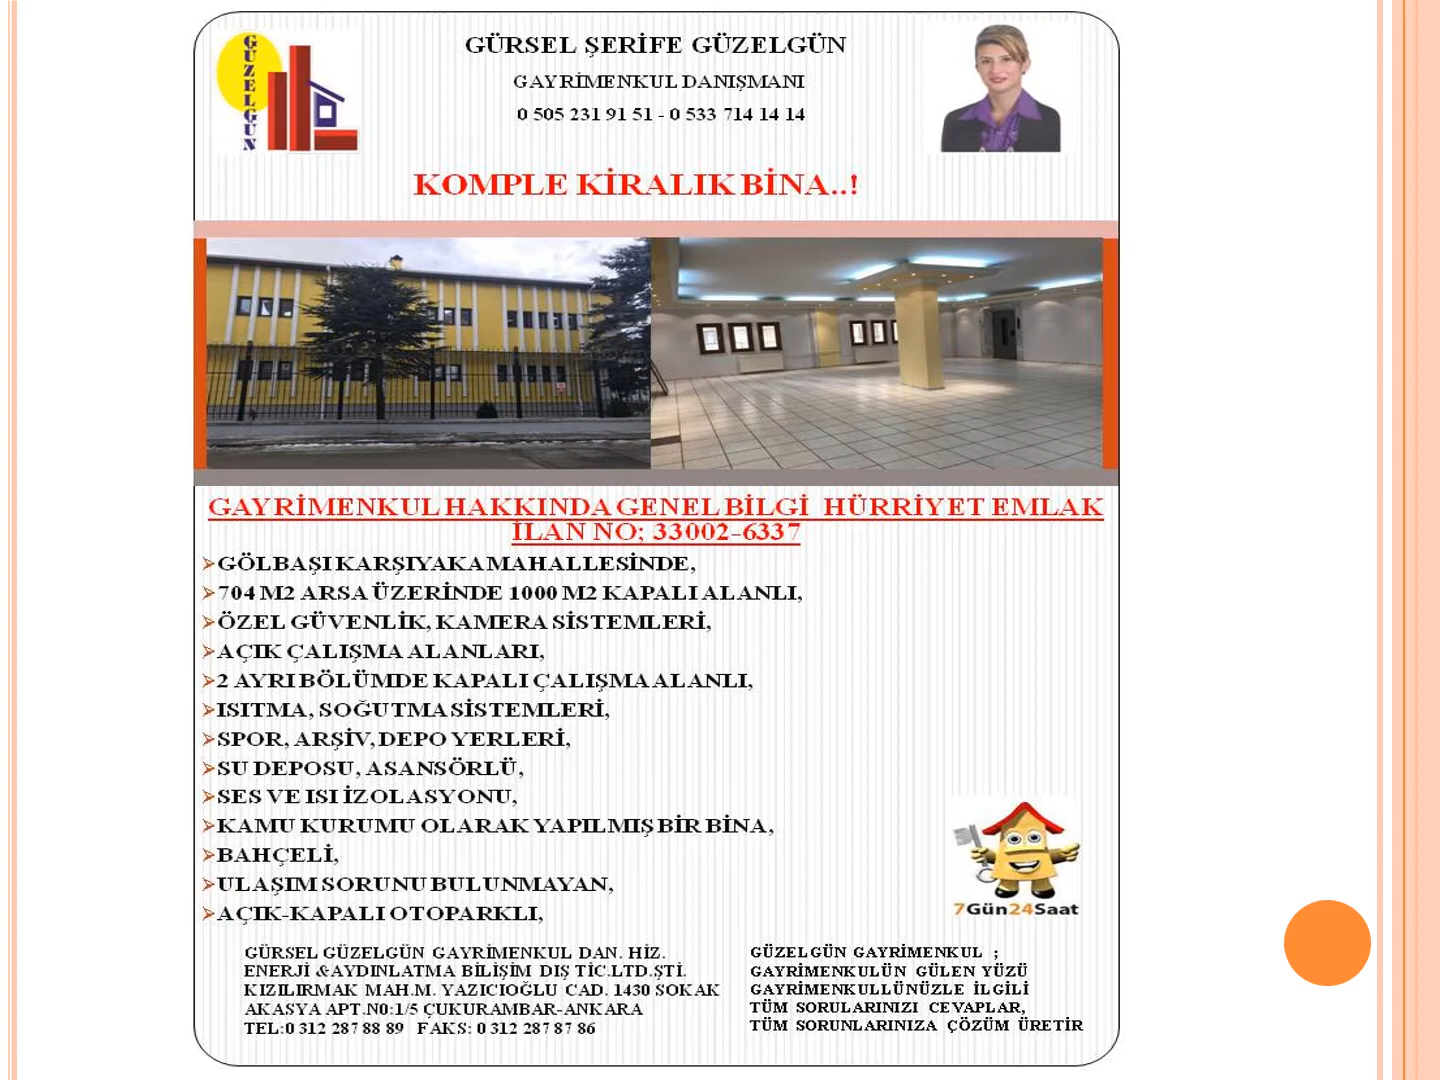 GÜZELGÜN
GÜRSEL ŞERİFE GÜZELGÜN
GAYRİMENKUL DANIŞMANI
0 505 231 91 51 - 0 533 714 14 14
KOMPLE KİRALIK BİNA..!
GAYRİMENKUL HAKKINDA GENEL BİLGİ HÜRRİYET EMLAK
İLAN NO; 33002-6337
GÖLBAŞI KARŞIYAKA MAHALLESİNDE,
704 M2 ARSA ÜZERİNDE 1000 M2 KAPALI ALANLI,
ÖZEL GÜVENLİK, KAMERA SİSTEMLERİ,
AÇIK ÇALIŞMA ALANLARI,
2 AYRI BÖLÜMDE KAPALI ÇALIŞMA ALANLI,
ISITMA, SOĞUTMA SİSTEMLERİ,
SPOR, ARŞİV, DEPO YERLERİ,
SU DEPOSU, ASANSÖRLÜ,
SES VE ISI İZOLASYONU,
KAMU KURUMU OLARAK YAPILMIŞ BİR BİNA,
BAHÇELİ,
ULAŞIM SORUNU BULUNMAYAN,
AÇIK-KAPALI OTOPARKLI,
7Gün24Saat
GÜRSEL GÜZELGÜN GAYRİMENKUL DAN. HİZ.
ENERJİ &AYDINLATMA BİLİŞİM DIŞ TİC.LTD.ŞTİ.
KIZILIRMAK MAH.M. YAZICIOĞLU CAD. 1430 SOKAK
AKASYA APT.N0:1/5 ÇUKURAMBAR-ANKARA
TEL:0 312 287 88 89 FAKS: 0 312 287 87 86
GÜZELGÜN GAYRİMENKUL ;
GAYRİMENKULÜN GÜLEN YÜZÜ
GAYRİMENKULLÜNÜZLE İLGİLİ
TÜM SORULARINIZI CEVAPLAR,
TÜM SORUNLARINIZA ÇÖZÜM ÜRETİR